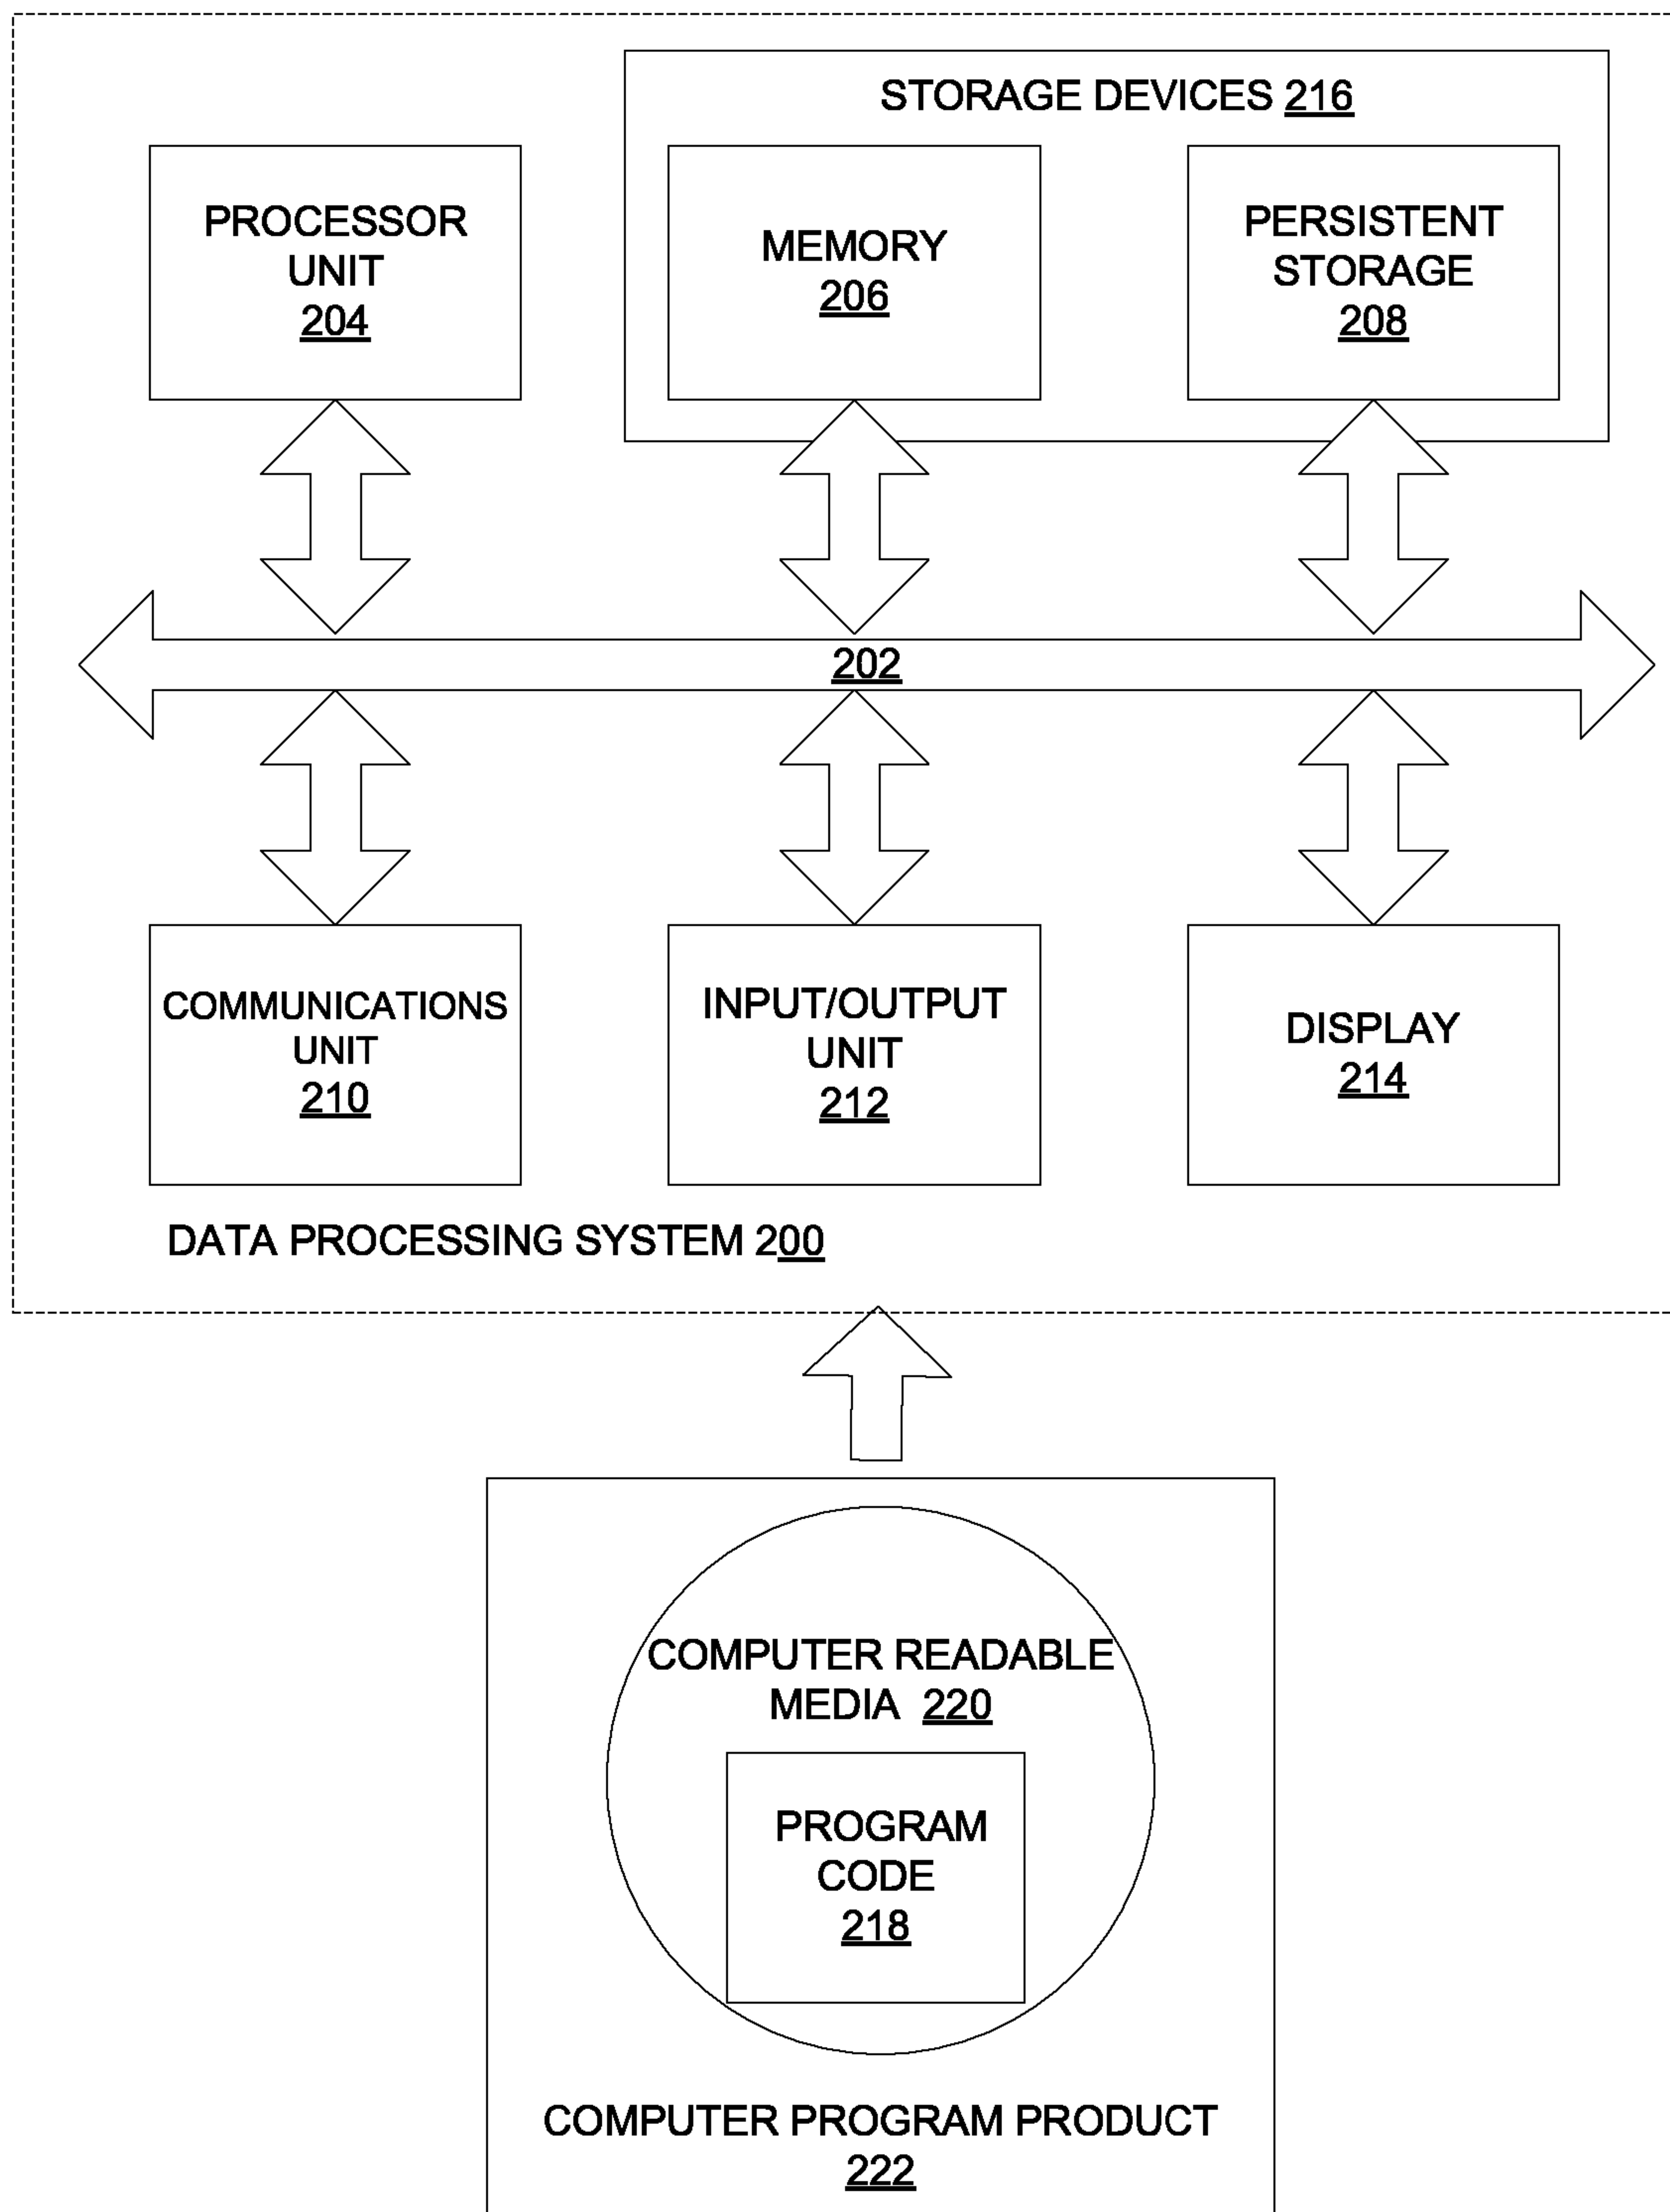 STORAGE DEVICES 216
PROCESSOR
UNIT
204
MEMORY
206
PERSISTENT
STORAGE
208
202
COMMUNICATIONS
UNIT
210
INPUT/OUTPUT
UNIT
212
DISPLAY
214
DATA PROCESSING SYSTEM 200
COMPUTER READABLE
MEDIA 220
PROGRAM
CODE
218
COMPUTER PROGRAM PRODUCT
222